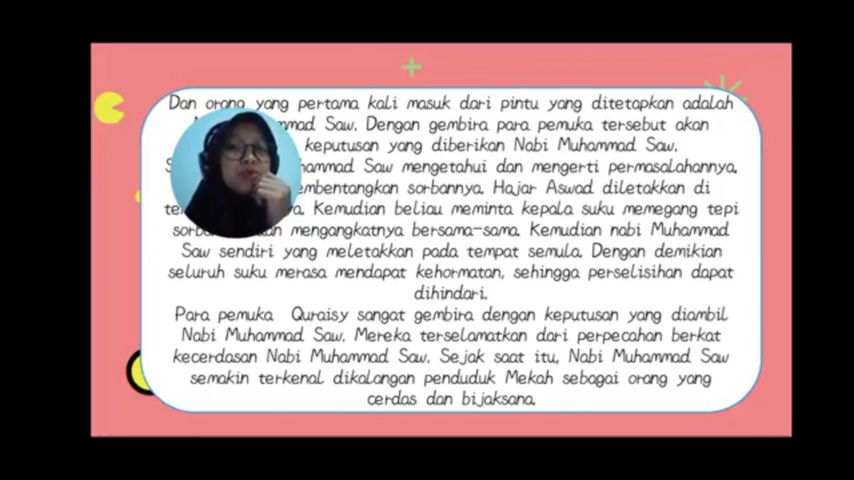 Dan orang yang pertama kali masuk dari pintu yang ditetapkan adalah
Saw. Dengan gembira para pemuka tersebut akan
keputusan yang diberikan Nabi Muhammad Saw.
Saw mengetahui dan mengerti permasalahannya.
sorbannya. Hajar Aswad diletakkan di
Kemudian beliau meminta kepala suku memegang tepi
mengangkatnya bersama-sama. Kemudian nabi Muhammad
Saw sendiri yang meletakkan pada tempat semula. Dengan demikian
seluruh suku merasa mendapat kehormatan, sehingga perselisihan dapat
dihindari.
Para pemuka Quraisy sangat gembira dengan keputusan yang diambil
Nabi Muhammad Saw. Mereka terselamatkan dari perpecahan berkat
kecerdasan Nabi Muhammad Saw. Sejak saat itu, Nabi Muhammad Saw
semakin terkenal dikalangan penduduk Mekah sebagai orang yang
cerdas dan bijaksana.